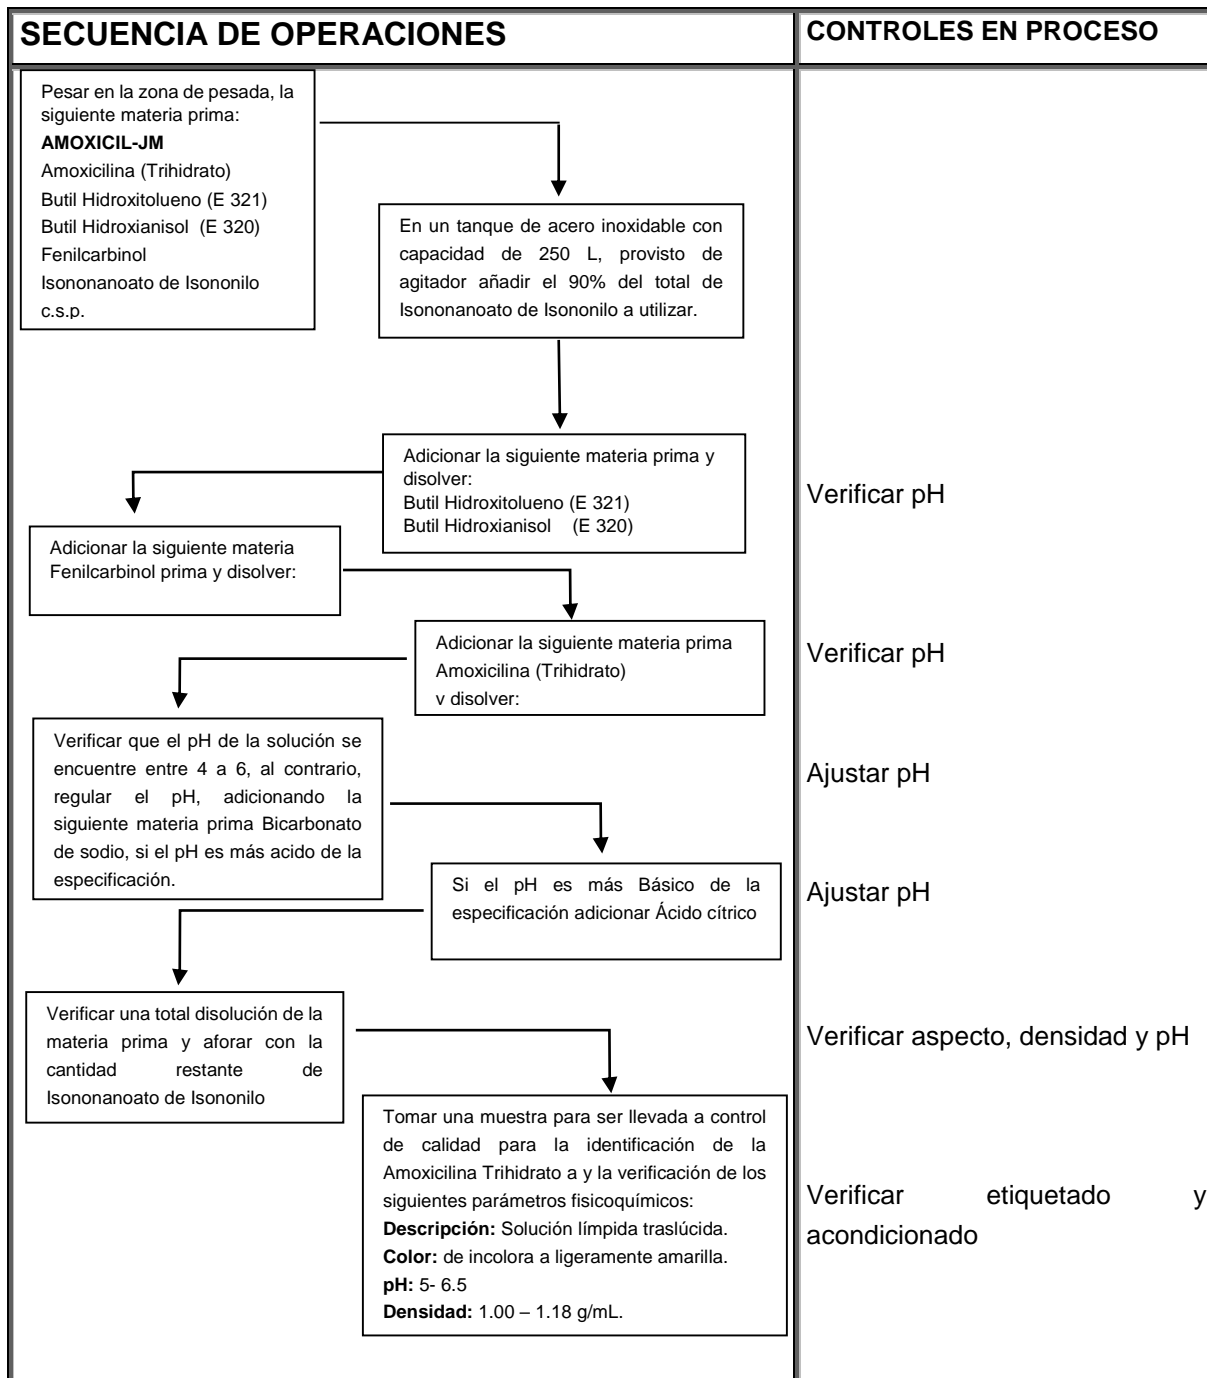 SECUENCIA DE OPERACIONES
CONTROLES EN PROCESO
Pesar en la zona de pesada, la
siguiente materia prima:
AMOXICIL-JM
Amoxicilina (Trihidrato)
Butil Hidroxitolueno (E 321)
Butil Hidroxianisol (E 320)
Fenilcarbinol
Isononanoato de Isononilo
c.s.p.
En un tanque de acero inoxidable con
capacidad de 250 L, provisto de
agitador añadir el 90% del total de
Isononanoato de Isononilo a utilizar.
Adicionar la siguiente materia prima y
disolver:
Butil Hidroxitolueno (E 321)
Butil Hidroxianisol (E 320)
Verificar pH
Adicionar la siguiente materia
Fenilcarbinol prima y disolver:
Adicionar la siguiente materia prima
Amoxicilina (Trihidrato)
y disolver:
Verificar pH
Verificar que el pH de la solución se
encuentre entre 4 a 6, al contrario,
regular el pH, adicionando la
siguiente materia prima Bicarbonato
de sodio, si el pH es más acido de la
especificación.
Ajustar pH
Si el pH es más Básico de la
especificación adicionar Ácido cítrico
Ajustar pH
Verificar una total disolución de la
materia prima y aforar con la
cantidad restante de
Isononanoato de Isononilo
Verificar aspecto, densidad y pH
Tomar una muestra para ser llevada a control
de calidad para la identificación de la
Amoxicilina Trihidrato a y la verificación de los
siguientes parámetros fisicoquímicos:
Descripción: Solución límpida traslúcida.
Color: de incolora a ligeramente amarilla.
pH: 5- 6.5
Densidad: 1.00 – 1.18 g/mL.
Verificar etiquetado y
acondicionado